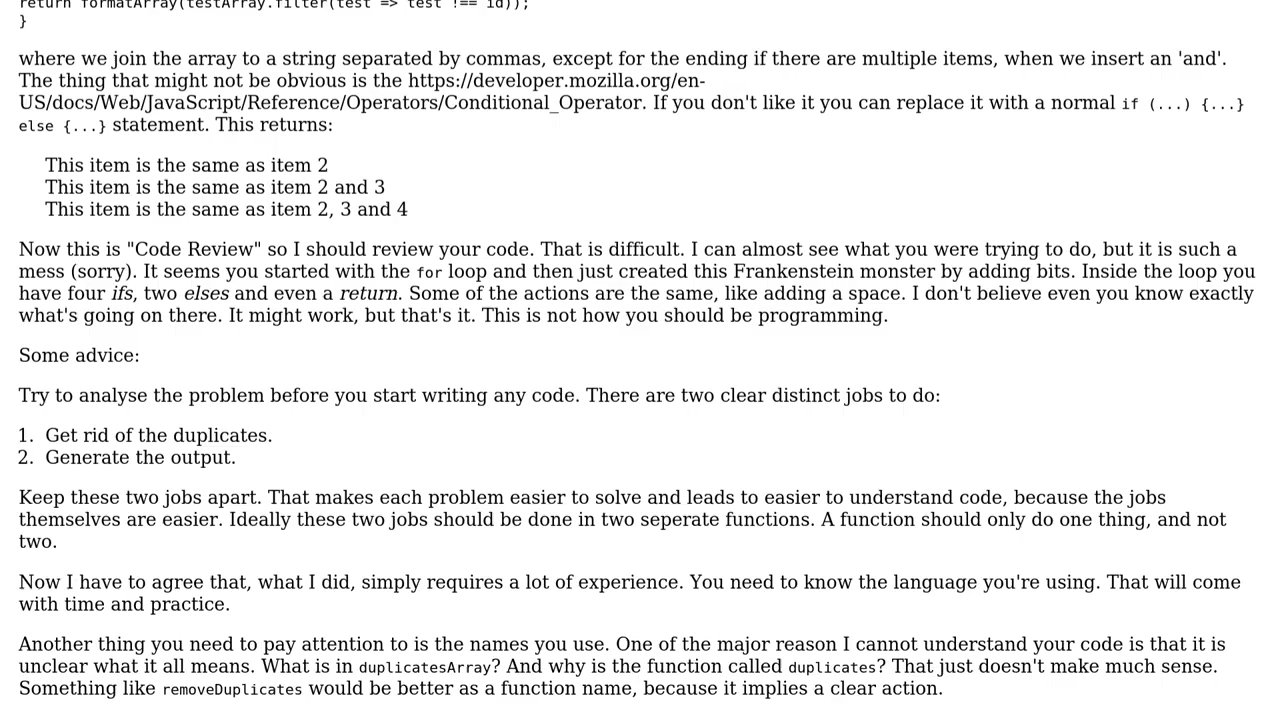 return formatArray(testArray.filter(test => test !== id));
}
where we join the array to a string separated by commas, except for the ending if there are multiple items, when we insert an 'and'.
The thing that might not be obvious is the https://developer.mozilla.org/en-
US/docs/Web/JavaScript/Reference/Operators/Conditional_Operator. If you don't like it you can replace it with a normal if (...) {...}
else {...} statement. This returns:
This item is the same as item 2
This item is the same as item 2 and 3
This item is the same as item 2, 3 and 4
Now this is "Code Review" so I should review your code. That is difficult. I can almost see what you were trying to do, but it is such a
mess (sorry). It seems you started with the for loop and then just created this Frankenstein monster by adding bits. Inside the loop you
have four ifs, two elses and even a return. Some of the actions are the same, like adding a space. I don't believe even you know exactly
what's going on there. It might work, but that's it. This is not how you should be programming.
Some advice:
Try to analyse the problem before you start writing any code. There are two clear distinct jobs to do:
1. Get rid of the duplicates.
2. Generate the output.
Keep these two jobs apart. That makes each problem easier to solve and leads to easier to understand code, because the jobs
themselves are easier. Ideally these two jobs should be done in two seperate functions. A function should only do one thing, and not
two.
Now I have to agree that, what I did, simply requires a lot of experience. You need to know the language you're using. That will come
with time and practice.
Another thing you need to pay attention to is the names you use. One of the major reason I cannot understand your code is that it is
unclear what it all means. What is in duplicatesArray? And why is the function called duplicates? That just doesn't make much sense.
Something like removeDuplicates would be better as a function name, because it implies a clear action.